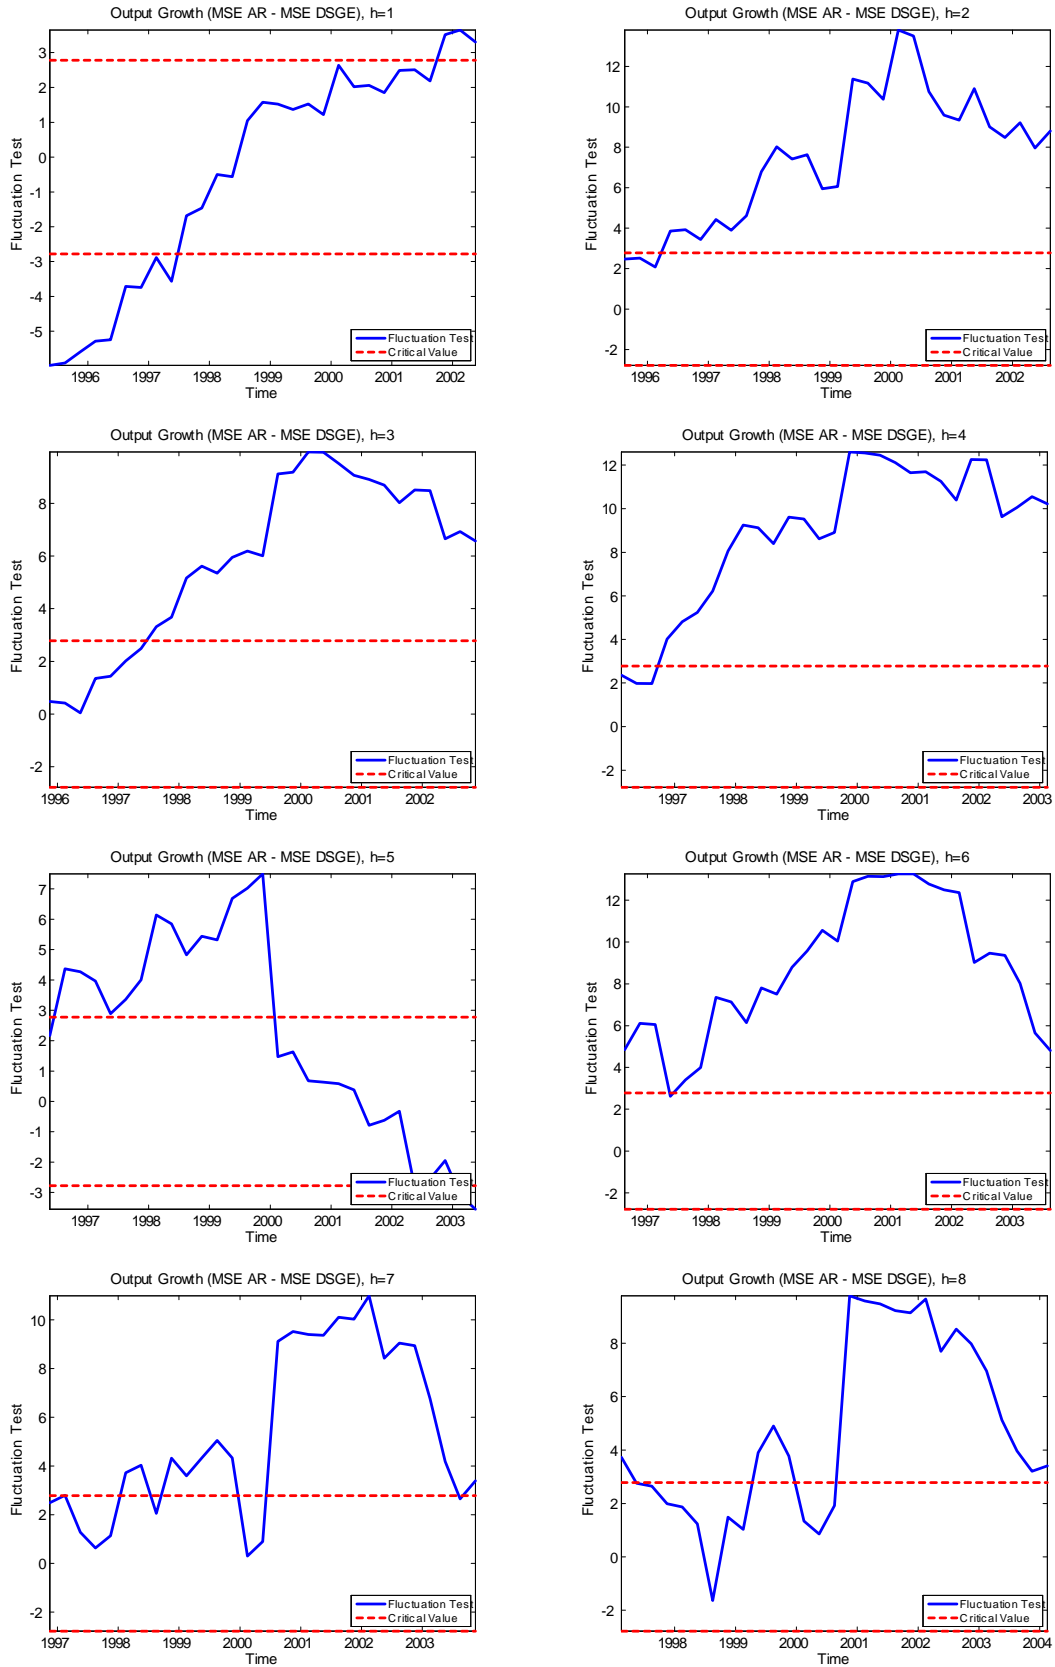 Output Growth (MSE AR - MSE DSGE), h=1
3
2
1
0
-1
-2
-3
-4
-5
Fluctuation Test
Fluctuation Test
Critical Value
1996 1997 1998 1999 2000 2001 2002
Time
Output Growth (MSE AR - MSE DSGE), h=2
12
10
8
6
4
2
0
-2
Fluctuation Test
Fluctuation Test
Critical Value
1996 1997 1998 1999 2000 2001 2002
Time
Output Growth (MSE AR - MSE DSGE), h=3
8
6
4
2
0
-2
Fluctuation Test
Fluctuation Test
Critical Value
1996 1997 1998 1999 2000 2001 2002
Time
Output Growth (MSE AR - MSE DSGE), h=4
12
10
8
6
4
2
0
-2
Fluctuation Test
Fluctuation Test
Critical Value
1997 1998 1999 2000 2001 2002 2003
Time
Output Growth (MSE AR - MSE DSGE), h=5
7
6
5
4
3
2
1
0
-1
-2
-3
Fluctuation Test
Fluctuation Test
Critical Value
1997 1998 1999 2000 2001 2002 2003
Time
Output Growth (MSE AR - MSE DSGE), h=6
12
10
8
6
4
2
0
-2
Fluctuation Test
Fluctuation Test
Critical Value
1997 1998 1999 2000 2001 2002 2003
Time
Output Growth (MSE AR - MSE DSGE), h=7
10
8
6
4
2
0
-2
Fluctuation Test
Fluctuation Test
Critical Value
1997 1998 1999 2000 2001 2002 2003
Time
Output Growth (MSE AR - MSE DSGE), h=8
8
6
4
2
0
-2
Fluctuation Test
Fluctuation Test
Critical Value
1998 1999 2000 2001 2002 2003 2004
Time